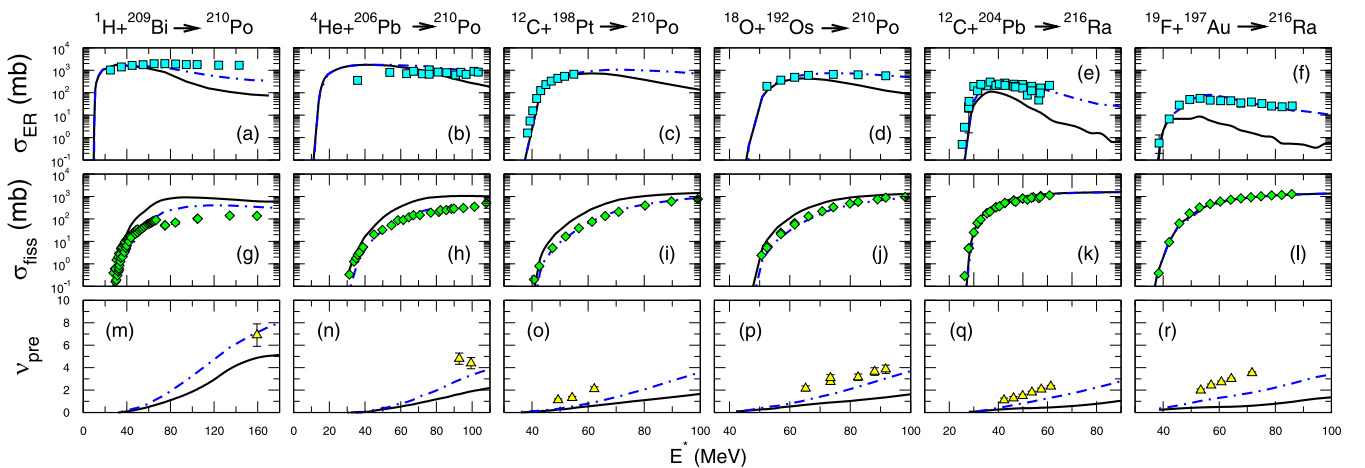 ¹H+²⁰⁹Bi→²¹⁰Po ⁴He+²⁰⁶Pb →²¹⁰Po ¹²C+¹⁹⁸Pt →²¹⁰Po ¹⁸O+¹⁹²Os →²¹⁰Po ¹²C+²⁰⁴Pb →²¹⁶Ra ¹⁹F+¹⁹⁷Au →²¹⁶Ra
σER (mb)
10⁴
10³
10²
10¹
10⁰
10⁻¹
(a) (b) (c) (d) (e) (f)
σfiss (mb)
10⁴
10³
10²
10¹
10⁰
10⁻¹
(g) (h) (i) (j) (k) (l)
νpre
10
8
6
4
2
0
(m) (n) (o) (p) (q) (r)
0 40 80 120 160 0 20 40 60 80 100 40 60 80 100 40 60 80 100 20 40 60 80 40 60 80 100
E* (MeV)